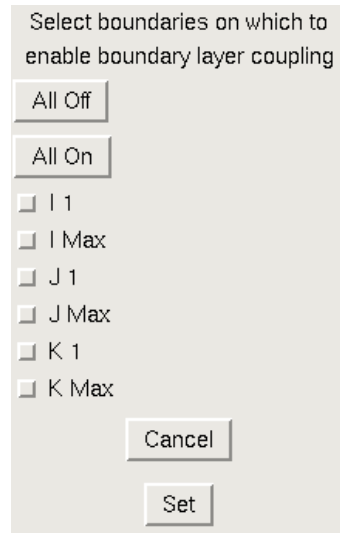 Select boundaries on which to
enable boundary layer coupling
All Off
All On
I 1
I Max
J 1
J Max
K 1
K Max
Cancel
Set